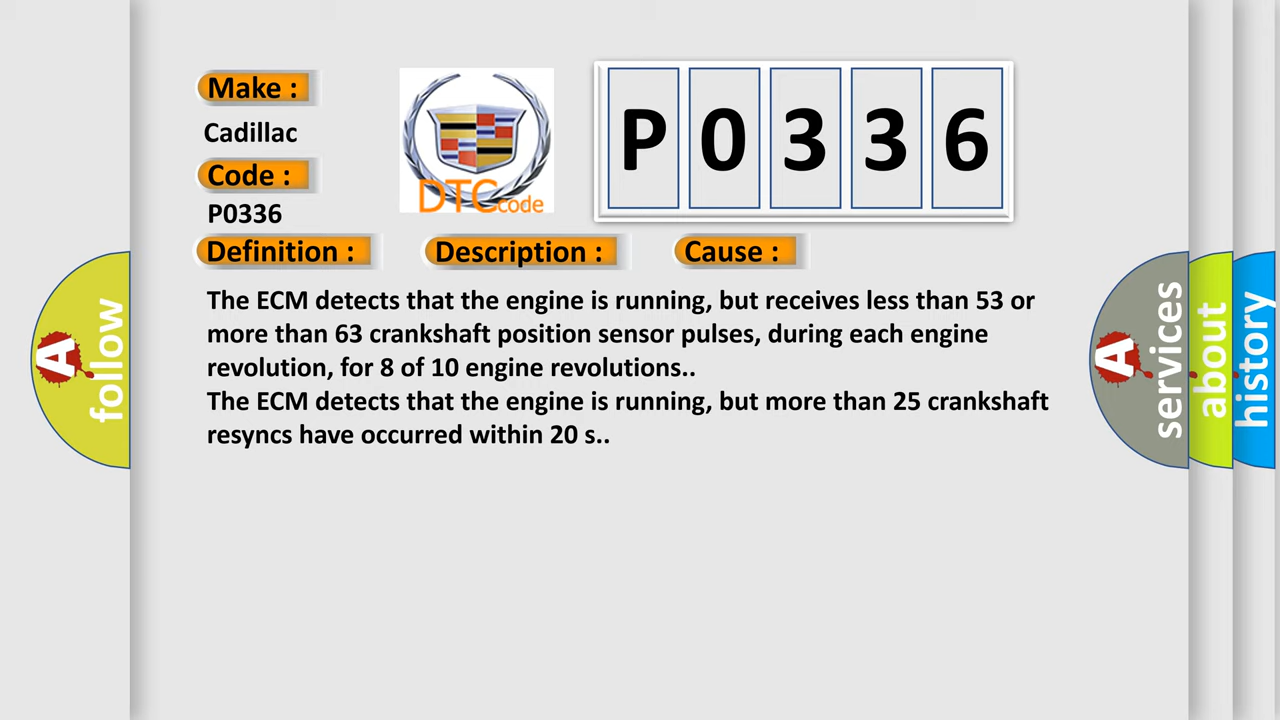 Make :
Cadillac
Code :
P0336
DTC code
P0336
Definition :
Description :
Cause :
The ECM detects that the engine is running, but receives less than 53 or
more than 63 crankshaft position sensor pulses, during each engine
revolution, for 8 of 10 engine revolutions..
The ECM detects that the engine is running, but more than 25 crankshaft
resyncs have occurred within 20 s..
A follow
A services
about
history